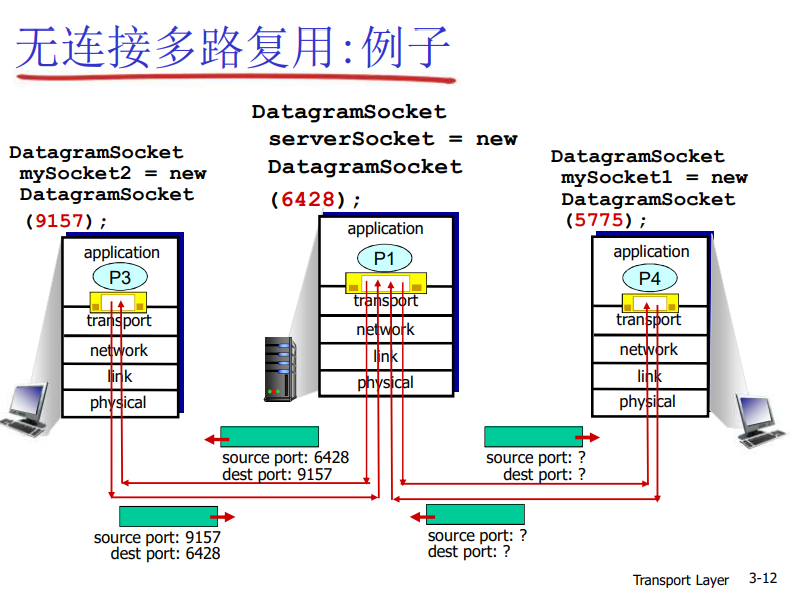 无连接多路复用:例子
DatagramSocket
serverSocket = new
DatagramSocket
(6428);
DatagramSocket
mySocket2 = new
DatagramSocket
(9157);
DatagramSocket
mySocket1 = new
DatagramSocket
(5775);
application
P3
transport
network
link
physical
application
P1
transport
network
link
physical
application
P4
transport
network
link
physical
source port: 6428
dest port: 9157
source port: ?
dest port: ?
source port: 9157
dest port: 6428
source port: ?
dest port: ?
Transport Layer 3-12